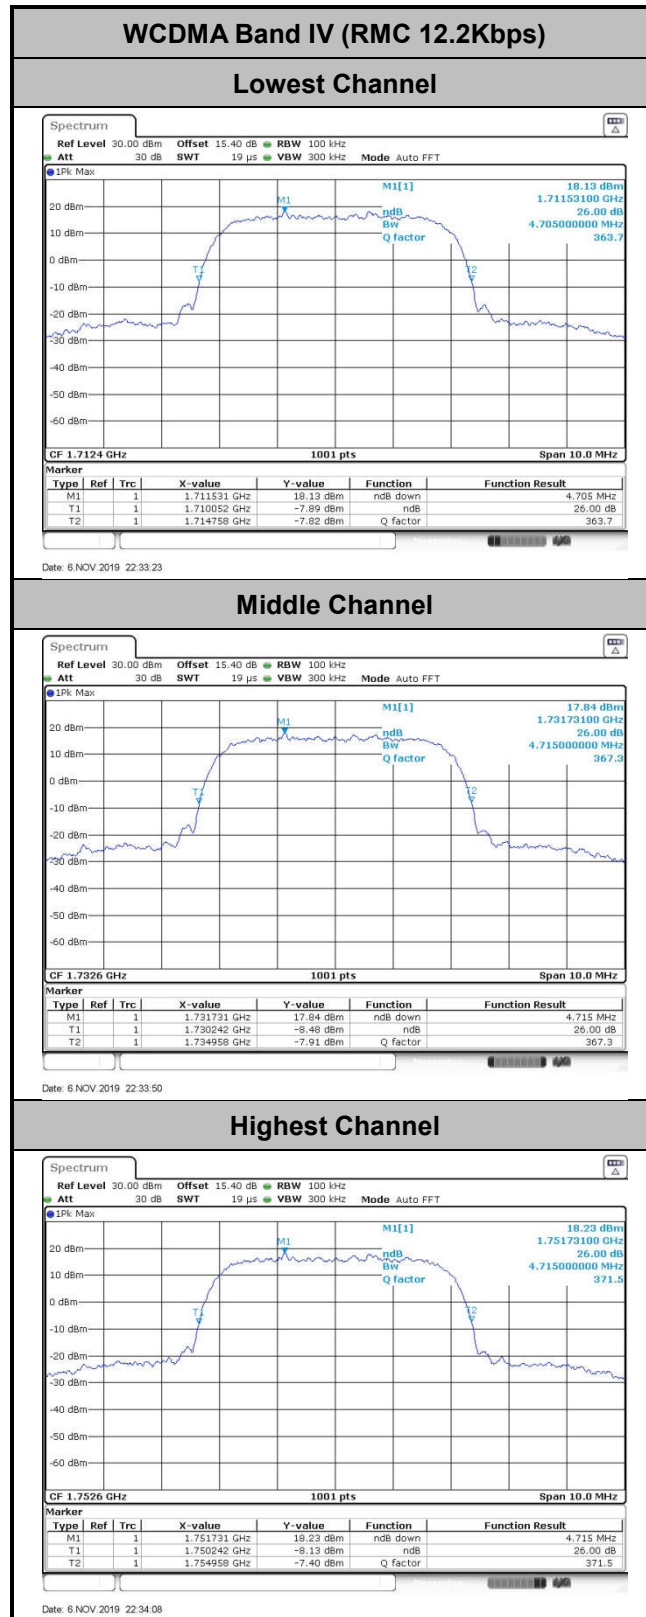 WCDMA Band IV (RMC 12.2Kbps)
Lowest Channel
Spectrum
Ref Level 30.00 dBm Offset 15.40 dB RBW 100 kHz
Att 30 dB SWT 19 µs VBW 300 kHz Mode Auto FFT
1Pk Max
M1[1] 18.13 dBm
1.71153100 GHz
M1
20 dBm
ndB 26.00 dB
Bw 4.705000000 MHz
10 dBm
Q factor 363.7
0 dBm
T1 T2
-10 dBm
-20 dBm
-30 dBm
-40 dBm
-50 dBm
-60 dBm
CF 1.7124 GHz 1001 pts Span 10.0 MHz
Marker
Type Ref Trc X-value Y-value Function Function Result
M1 1 1.711531 GHz 18.13 dBm ndB down 4.705 MHz
T1 1 1.710052 GHz -7.89 dBm ndB 26.00 dB
T2 1 1.714758 GHz -7.82 dBm Q factor 363.7
Date: 6.NOV.2019 22:33:23
Middle Channel
Spectrum
Ref Level 30.00 dBm Offset 15.40 dB RBW 100 kHz
Att 30 dB SWT 19 µs VBW 300 kHz Mode Auto FFT
1Pk Max
M1[1] 17.84 dBm
1.73173100 GHz
M1
20 dBm
ndB 26.00 dB
Bw 4.715000000 MHz
10 dBm
Q factor 367.3
0 dBm
T1 T2
-10 dBm
-20 dBm
-30 dBm
-40 dBm
-50 dBm
-60 dBm
CF 1.7326 GHz 1001 pts Span 10.0 MHz
Marker
Type Ref Trc X-value Y-value Function Function Result
M1 1 1.731731 GHz 17.84 dBm ndB down 4.715 MHz
T1 1 1.730242 GHz -8.48 dBm ndB 26.00 dB
T2 1 1.734958 GHz -7.91 dBm Q factor 367.3
Date: 6.NOV.2019 22:33:50
Highest Channel
Spectrum
Ref Level 30.00 dBm Offset 15.40 dB RBW 100 kHz
Att 30 dB SWT 19 µs VBW 300 kHz Mode Auto FFT
1Pk Max
M1[1] 18.23 dBm
1.75173100 GHz
M1
20 dBm
ndB 26.00 dB
Bw 4.715000000 MHz
10 dBm
Q factor 371.5
0 dBm
T1 T2
-10 dBm
-20 dBm
-30 dBm
-40 dBm
-50 dBm
-60 dBm
CF 1.7526 GHz 1001 pts Span 10.0 MHz
Marker
Type Ref Trc X-value Y-value Function Function Result
M1 1 1.751731 GHz 18.23 dBm ndB down 4.715 MHz
T1 1 1.750242 GHz -8.13 dBm ndB 26.00 dB
T2 1 1.754958 GHz -7.40 dBm Q factor 371.5
Date: 6.NOV.2019 22:34:08